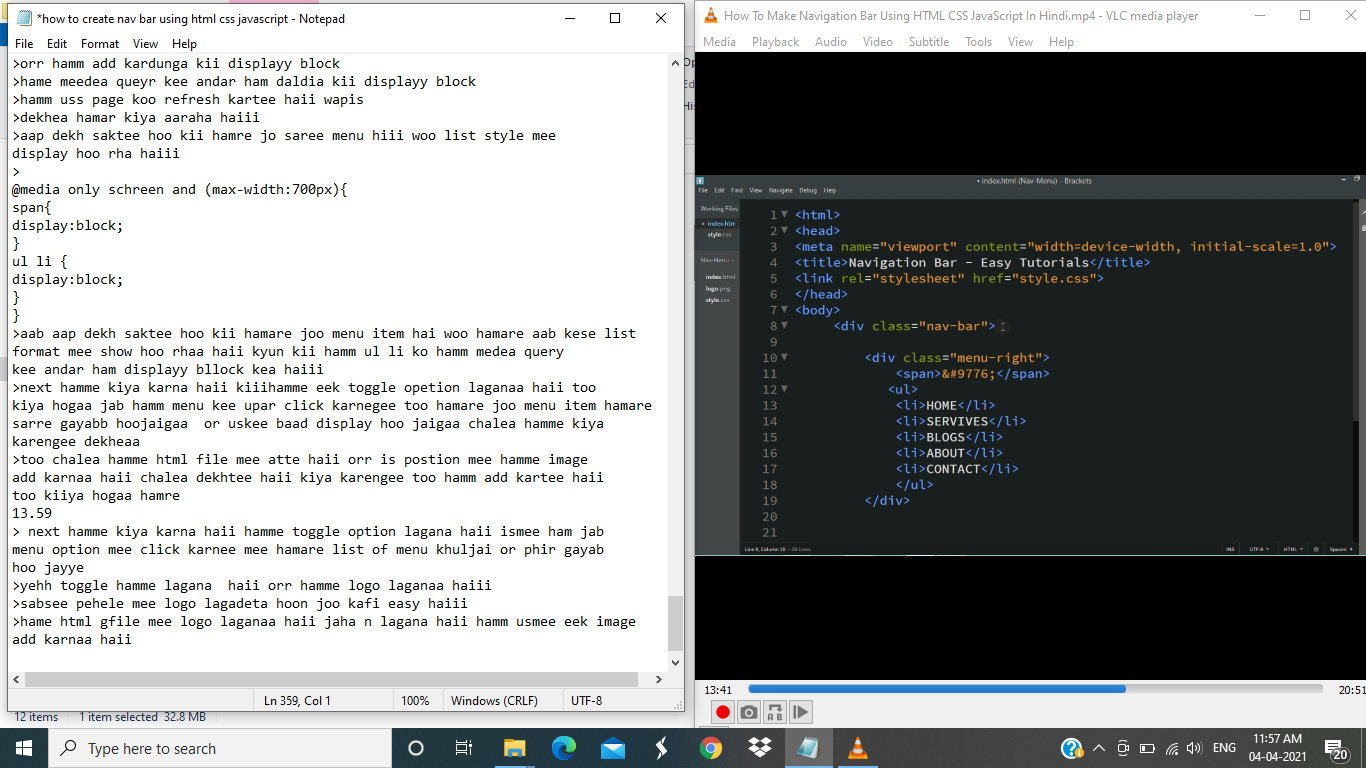 *how to create nav bar using html css javascript - Notepad
File Edit Format View Help
>orr hamm add kardunga kii displayy block
>hame meedea queyr kee andar ham daldia kii displayy block
>hamm uss page koo refresh kartee haii wapis
>dekhea hamar kiya aaraha haiii
>aap dekh saktee hoo kii hamre jo saree menu hiii woo list style mee
display hoo rha haiii
>
@media only schreen and (max-width:700px){
span{
display:block;
}
ul li {
display:block;
}
}
>aab aap dekh saktee hoo kii hamare joo menu item hai woo hamare aab kese list
format mee show hoo rhaa haii kyun kii hamm ul li ko hamm medea query
kee andar ham displayy bllock kea haiii
>next hamme kiya karna haii kiiihamme eek toggle opetion laganaa haii too
kiya hogaa jab hamm menu kee upar click karnegee too hamare joo menu item hamare
sarre gayabb hoojaigaa  or uskee baad display hoo jaigaa chalea hamme kiya
karengee dekheaa
>too chalea hamme html file mee atte haii orr is postion mee hamme image
add karnaa haii chalea dekhtee haii kiya karengee too hamm add kartee haii
too kiiya hogaa hamre
13.59
> next hamme kiya karna haii hamme toggle option lagana haii ismee ham jab
menu option mee click karnee mee hamare list of menu khuljai or phir gayab
hoo jayye
>yehh toggle hamme lagana  haii orr hamme logo laganaa haiii
>sabsee pehele mee logo lagadeta hoon joo kafi easy haiii
>hame html gfile mee logo laganaa haii jaha n lagana haii hamm usmee eek image
add karnaa haii
Ln 359, Col 1 100% Windows (CRLF) UTF-8
12 items 1 item selected 32.8 MB
How To Make Navigation Bar Using HTML CSS JavaScript In Hindi.mp4 - VLC media player
Media Playback Audio Video Subtitle Tools View Help
• index.html (Nav-Menu) - Brackets
File Edit Find View Navigate Debug Help
Working Files
index.htm
style.css
Nav-Menu
index.html
logo.png
style.css
1 <html>
2 <head>
3 <meta name="viewport" content="width=device-width, initial-scale=1.0">
4 <title>Navigation Bar - Easy Tutorials</title>
5 <link rel="stylesheet" href="style.css">
6 </head>
7 <body>
8 <div class="nav-bar">
9
10 <div class="menu-right">
11 <span>&#9776;</span>
12 <ul>
13 <li>HOME</li>
14 <li>SERVIVES</li>
15 <li>BLOGS</li>
16 <li>ABOUT</li>
17 <li>CONTACT</li>
18 </ul>
19 </div>
20
21
INS UTF-8 HTML Spaces: 4
13:41 20:51
A B
Type here to search
ENG
11:57 AM
04-04-2021
20